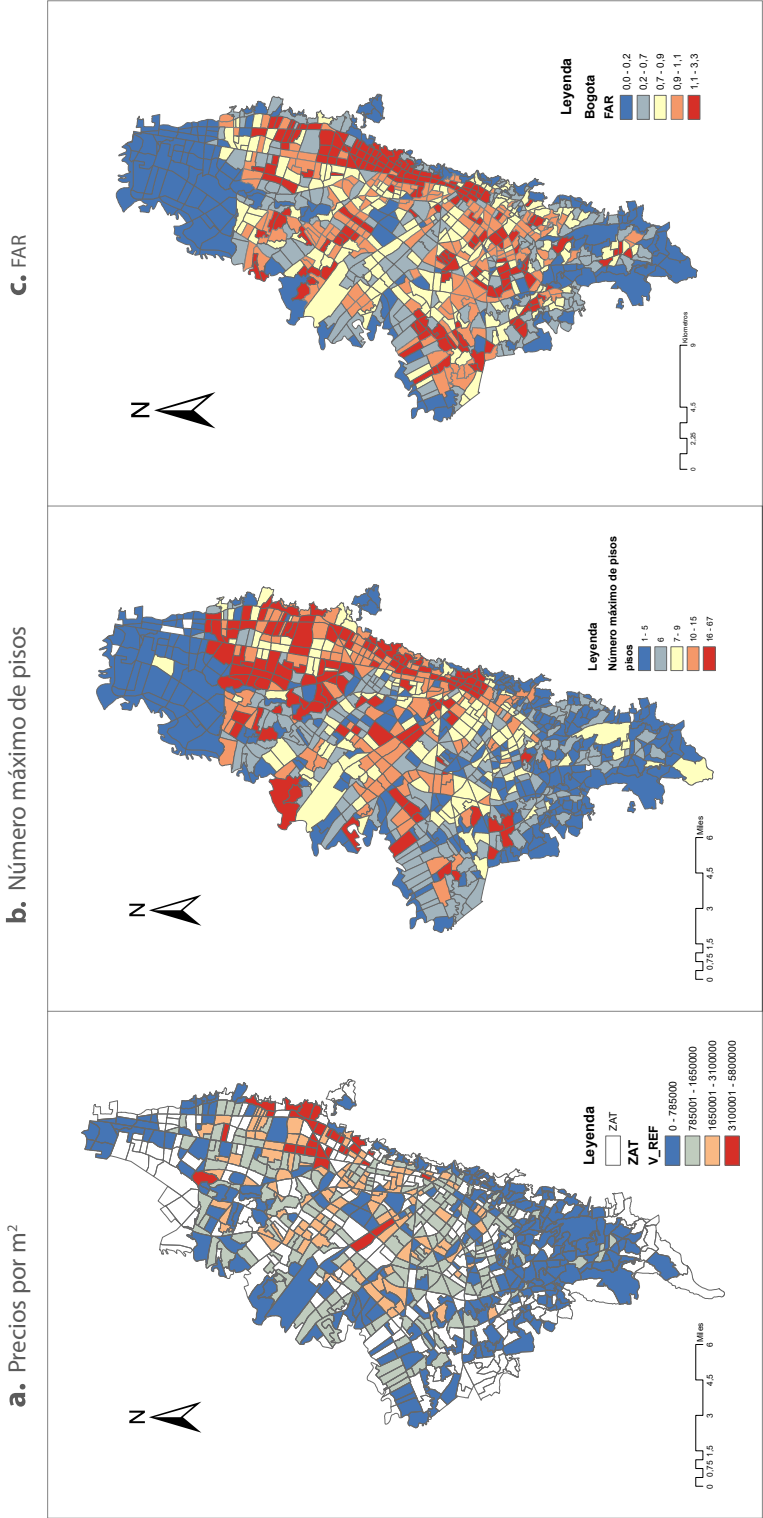 a. Precios por m²
N
Leyenda
ZAT
ZAT
V_REF
0 - 785000
785001 - 1650000
1650001 - 3100000
3100001 - 5800000
0 0.75 1.5 3 4.5 6
Miles
b. Número máximo de pisos
N
Leyenda
Número máximo de pisos
pisos
1 - 5
6
7 - 9
10 - 15
16 - 67
0 0.75 1.5 3 4.5 6
Miles
c. FAR
N
Leyenda
Bogota
FAR
0,0 - 0,2
0,2 - 0,7
0,7 - 0,9
0,9 - 1,1
1,1 - 3,3
0 2.25 4.5 9
Kilometros